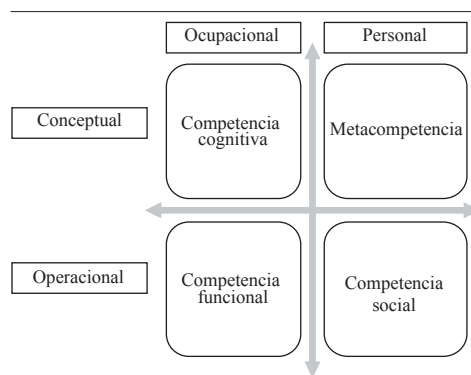 Ocupacional
Personal
Conceptual
Competencia
cognitiva
Metacompetencia
Operacional
Competencia
funcional
Competencia
social